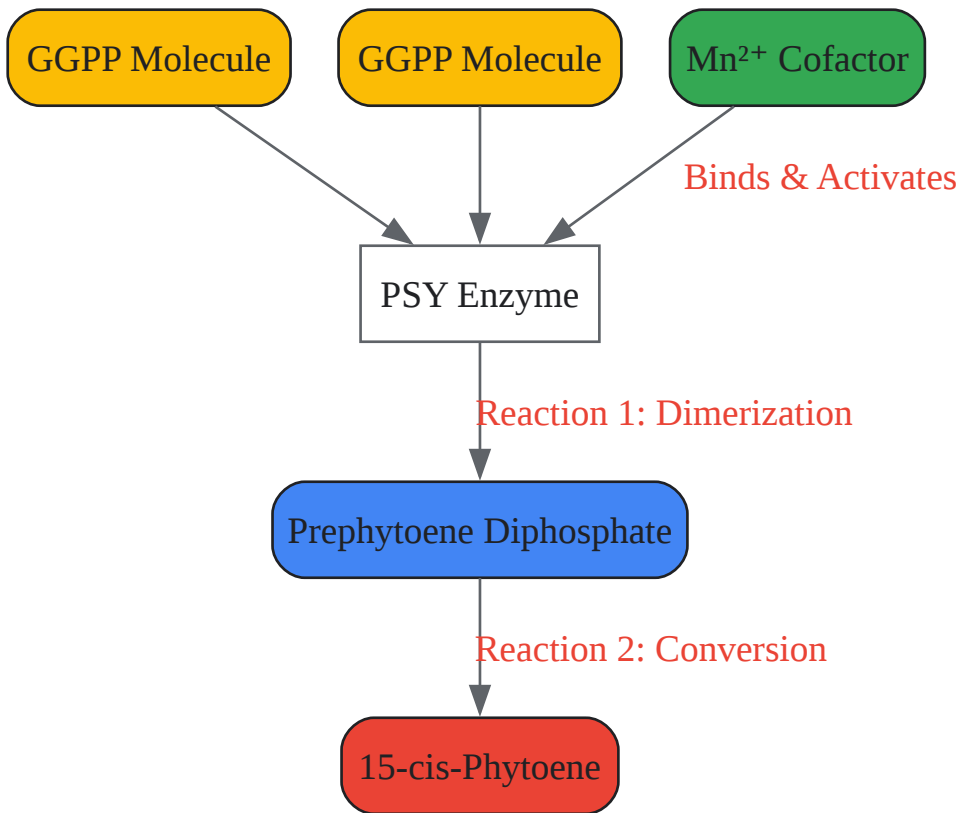 GGPP Molecule
GGPP Molecule
Mn²⁺ Cofactor
Binds & Activates
PSY Enzyme
Reaction 1: Dimerization
Prephytoene Diphosphate
Reaction 2: Conversion
15-cis-Phytoene